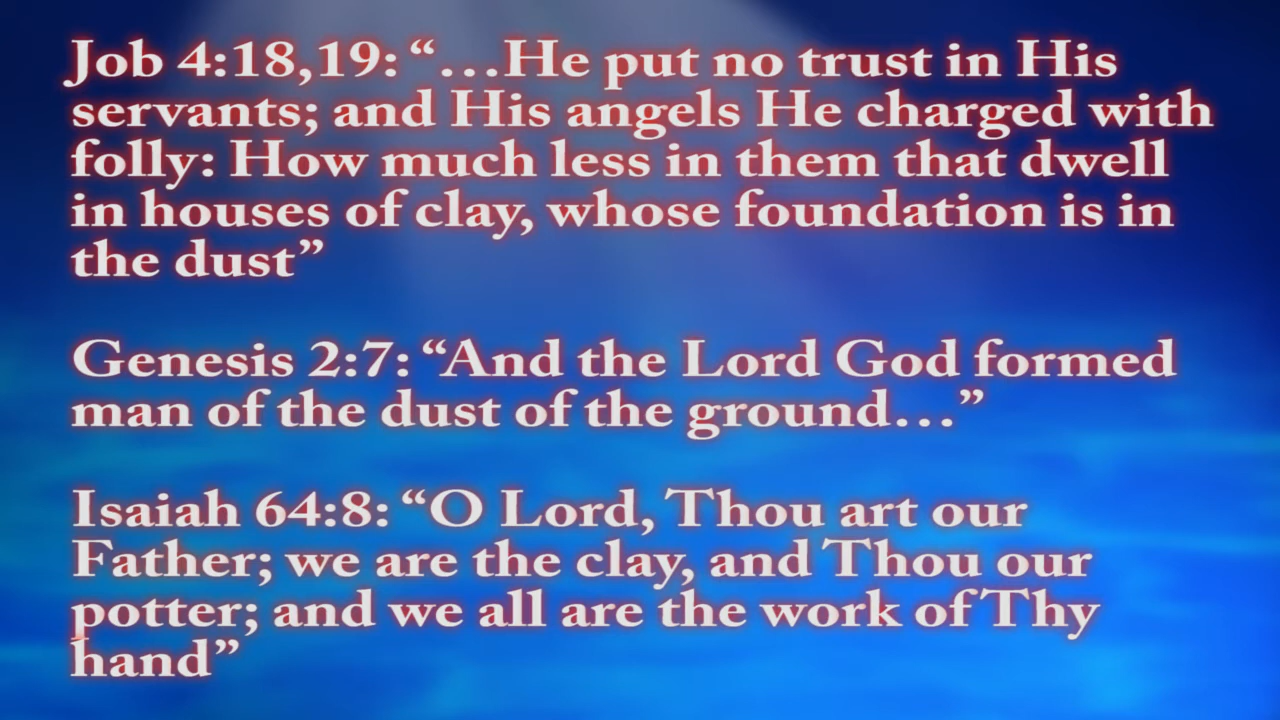 Job 4:18,19: “…He put no trust in His
servants; and His angels He charged with
folly: How much less in them that dwell
in houses of clay, whose foundation is in
the dust”
Genesis 2:7: “And the Lord God formed
man of the dust of the ground…”
Isaiah 64:8: “O Lord, Thou art our
Father; we are the clay, and Thou our
potter; and we all are the work of Thy
hand”